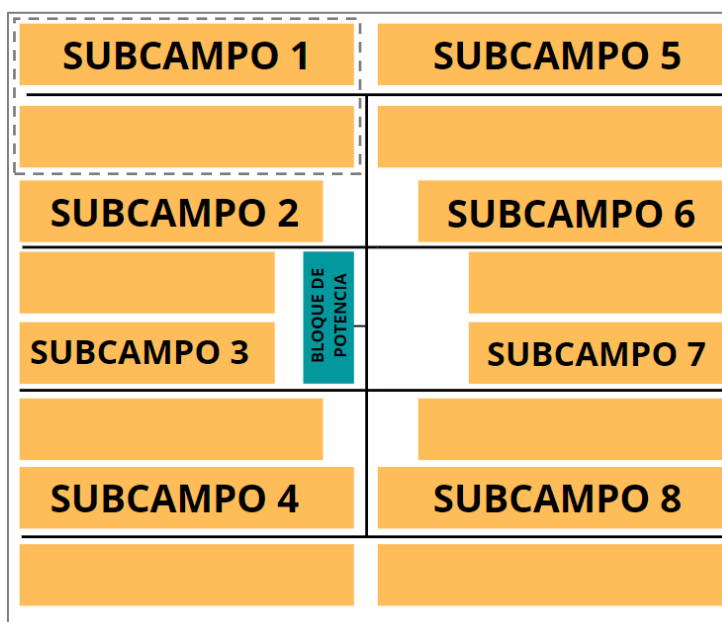 SUBCAMPO 1
SUBCAMPO 5
SUBCAMPO 2
SUBCAMPO 6
BLOQUE DE
POTENCIA
SUBCAMPO 3
SUBCAMPO 7
SUBCAMPO 4
SUBCAMPO 8